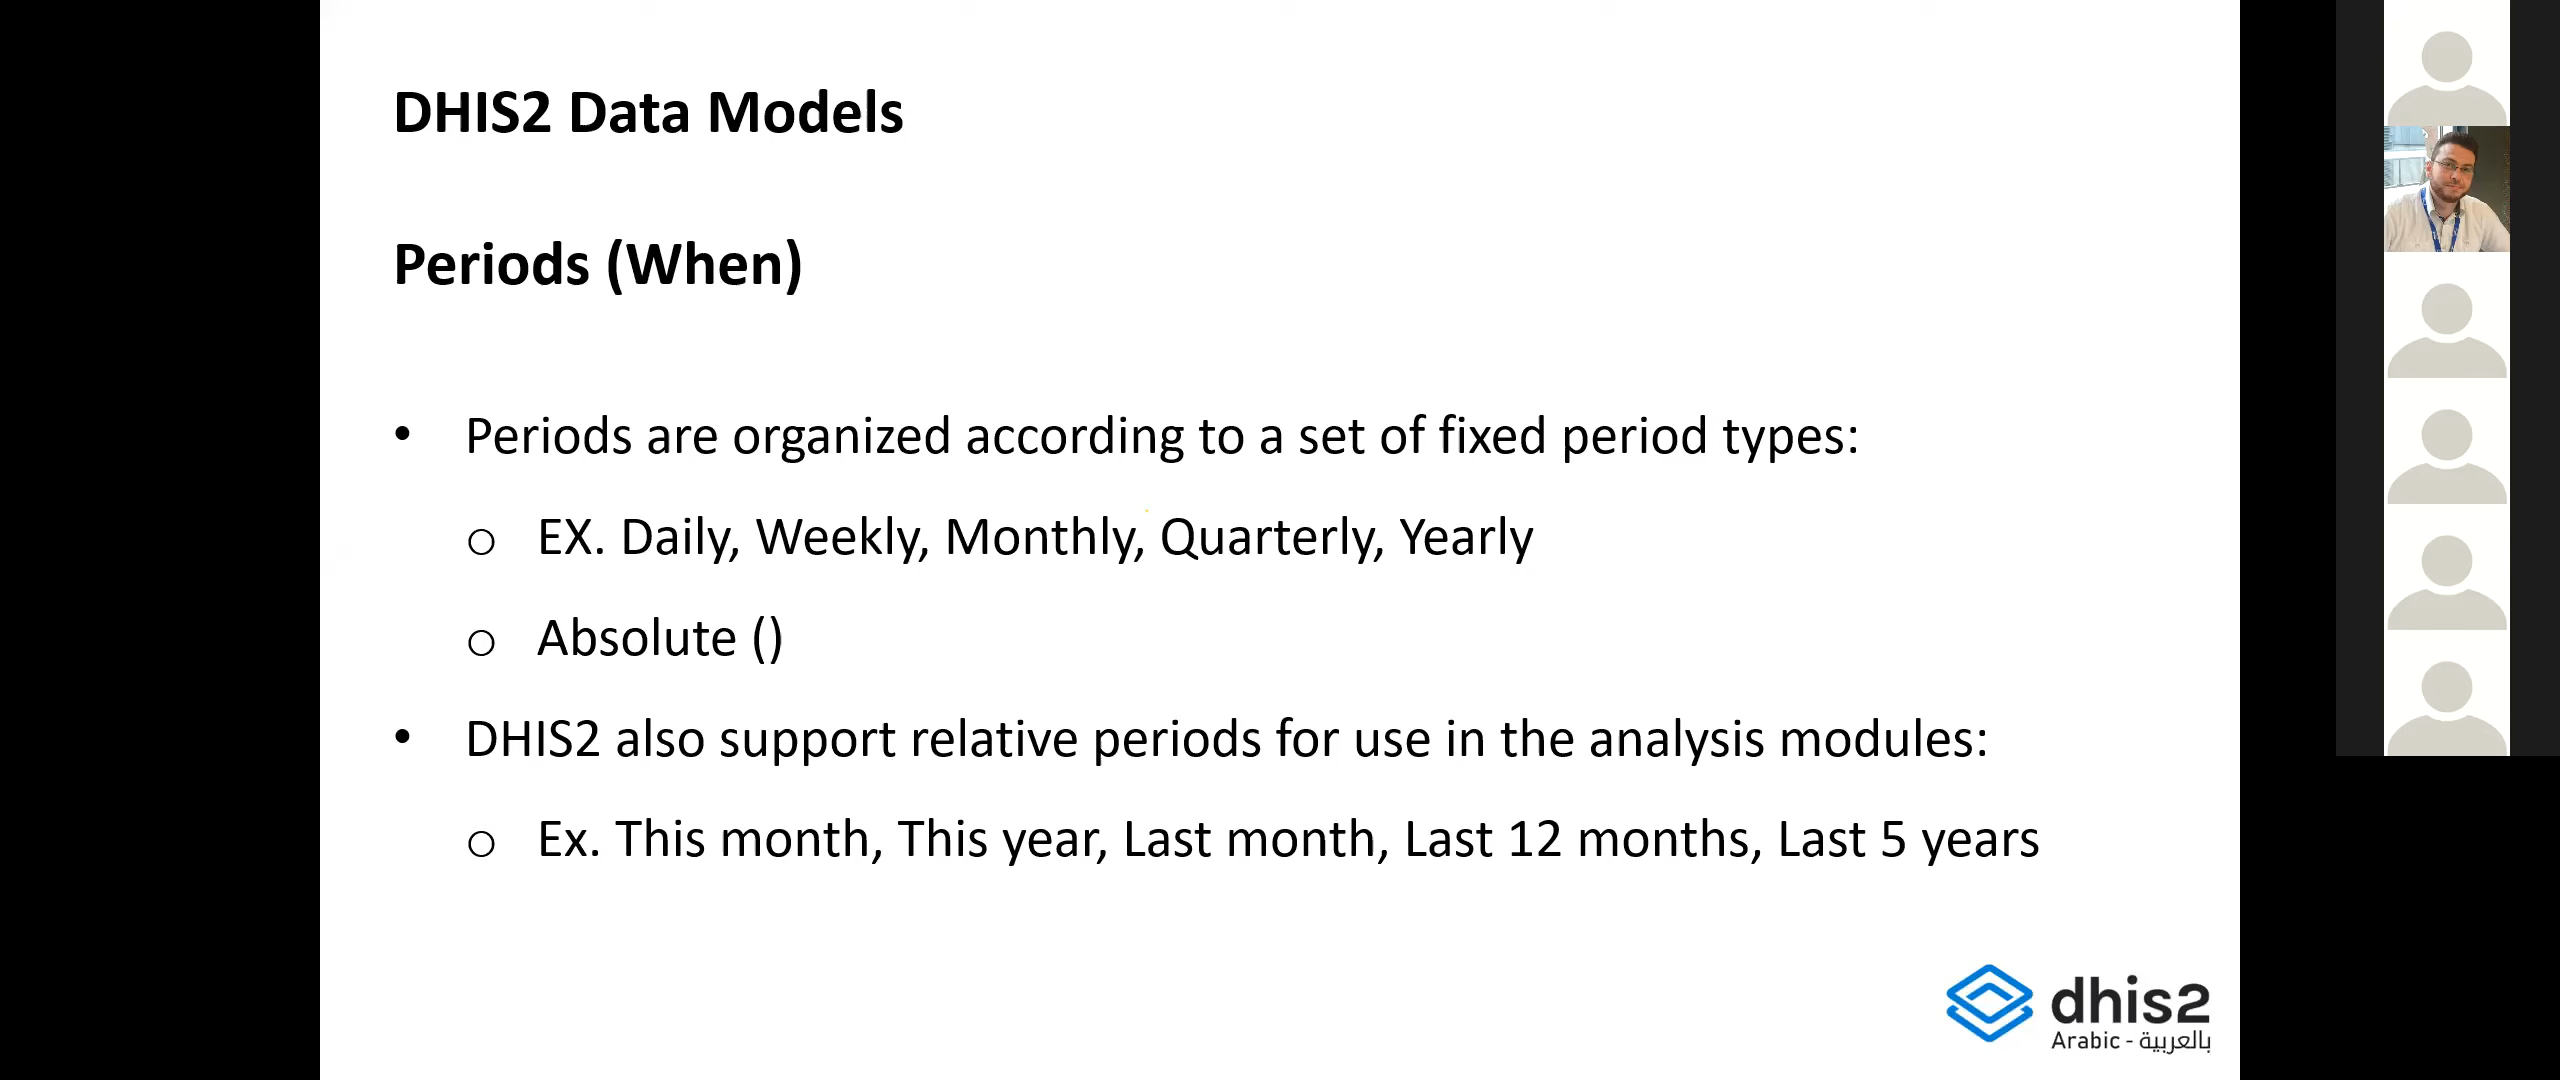 DHIS2 Data Models
Periods (When)
• Periods are organized according to a set of fixed period types:
o EX. Daily, Weekly, Monthly, Quarterly, Yearly
o Absolute ()
• DHIS2 also support relative periods for use in the analysis modules:
o Ex. This month, This year, Last month, Last 12 months, Last 5 years
dhis2
Arabic - بالعربية